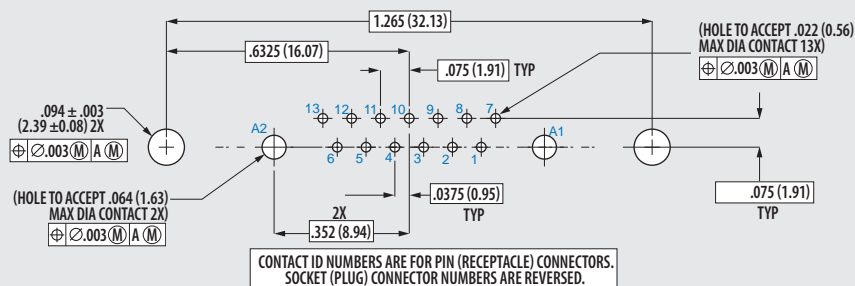 1.265 (32.13)
.6325 (16.07)
(HOLE TO ACCEPT .022 (0.56)
MAX DIA CONTACT 13X)
⌖ Ø.003Ⓜ A Ⓜ
.075 (1.91) TYP
.094 ± .003
(2.39 ±0.08) 2X
⌖ Ø.003Ⓜ A Ⓜ
13 12 11 10 9 8 7
A2 A1
6 5 4 3 2 1
(HOLE TO ACCEPT .064 (1.63)
MAX DIA CONTACT 2X)
⌖ Ø.003Ⓜ A Ⓜ
.0375 (0.95)
TYP
.075 (1.91)
TYP
2X
.352 (8.94)
CONTACT ID NUMBERS ARE FOR PIN (RECEPTACLE) CONNECTORS.
SOCKET (PLUG) CONNECTOR NUMBERS ARE REVERSED.